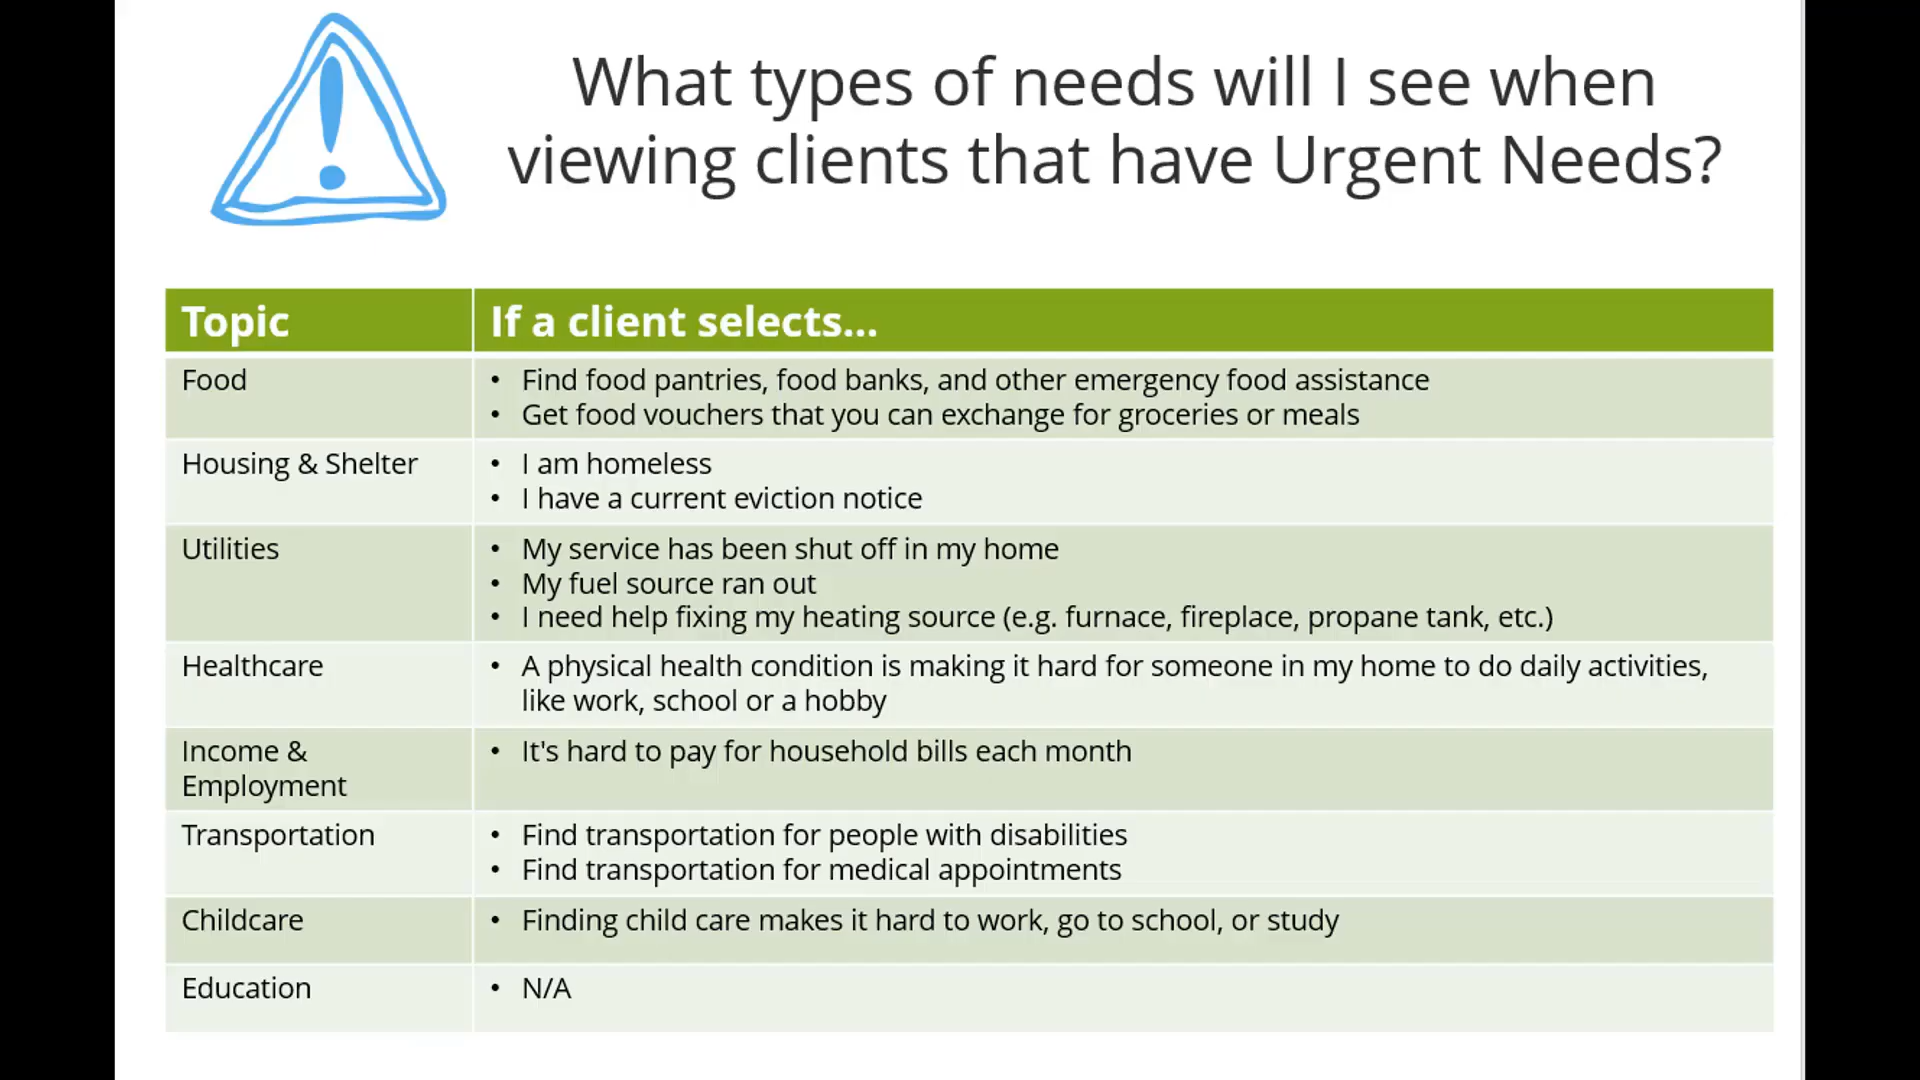 What types of needs will I see when
viewing clients that have Urgent Needs?
Topic
If a client selects...
Food
• Find food pantries, food banks, and other emergency food assistance
• Get food vouchers that you can exchange for groceries or meals
Housing & Shelter
• I am homeless
• I have a current eviction notice
Utilities
• My service has been shut off in my home
• My fuel source ran out
• I need help fixing my heating source (e.g. furnace, fireplace, propane tank, etc.)
Healthcare
• A physical health condition is making it hard for someone in my home to do daily activities,
like work, school or a hobby
Income &
Employment
• It's hard to pay for household bills each month
Transportation
• Find transportation for people with disabilities
• Find transportation for medical appointments
Childcare
• Finding child care makes it hard to work, go to school, or study
Education
• N/A